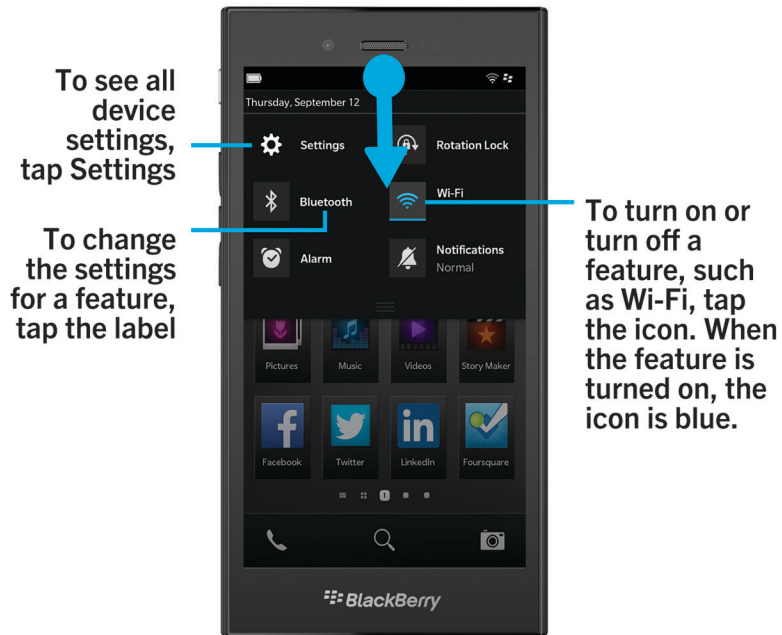 To see all
device
settings,
tap Settings
To change
the settings
for a feature,
tap the label
Thursday, September 12
Settings
Rotation Lock
Bluetooth
Wi-Fi
Alarm
Notifications
Normal
Pictures
Music
Videos
Story Maker
Facebook
Twitter
LinkedIn
Foursquare
1
BlackBerry
To turn on or
turn off a
feature, such
as Wi-Fi, tap
the icon. When
the feature is
turned on, the
icon is blue.